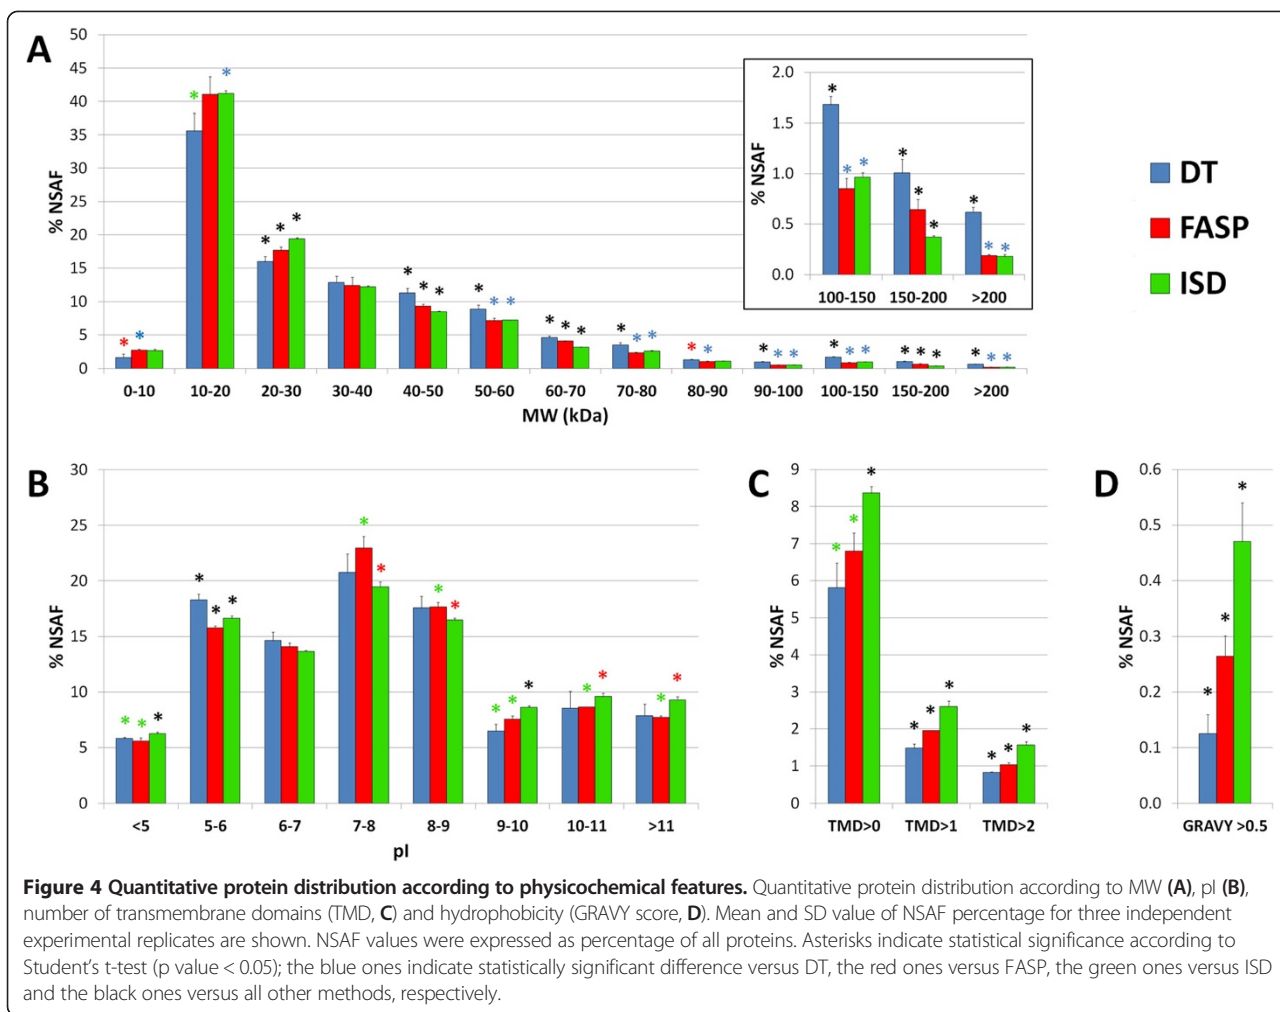 A
50
45
40
35
30
25
20
15
10
5
0
% NSAF
* * *
* * *
* * *
* * *
* * *
* * *
* * *
* *
* * *
* * *
* * *
* * *
0-10 10-20 20-30 30-40 40-50 50-60 60-70 70-80 80-90 90-100 100-150 150-200 >200
MW (kDa)
2.0
1.5
1.0
0.5
0.0
% NSAF
* * *
* * *
* * *
100-150 150-200 >200
DT
FASP
ISD
B
30
25
20
15
10
5
0
% NSAF
* * *
* * *
* *
* *
* * *
* *
* *
<5 5-6 6-7 7-8 8-9 9-10 10-11 >11
pI
C
9
8
7
6
5
4
3
2
1
0
% NSAF
* * *
* * *
* * *
TMD>0 TMD>1 TMD>2
D
0.6
0.5
0.4
0.3
0.2
0.1
0.0
% NSAF
* * *
GRAVY >0.5
Figure 4 Quantitative protein distribution according to physicochemical features. Quantitative protein distribution according to MW (A), pI (B),
number of transmembrane domains (TMD, C) and hydrophobicity (GRAVY score, D). Mean and SD value of NSAF percentage for three independent
experimental replicates are shown. NSAF values were expressed as percentage of all proteins. Asterisks indicate statistical significance according to
Student's t-test (p value < 0.05); the blue ones indicate statistically significant difference versus DT, the red ones versus FASP, the green ones versus ISD
and the black ones versus all other methods, respectively.